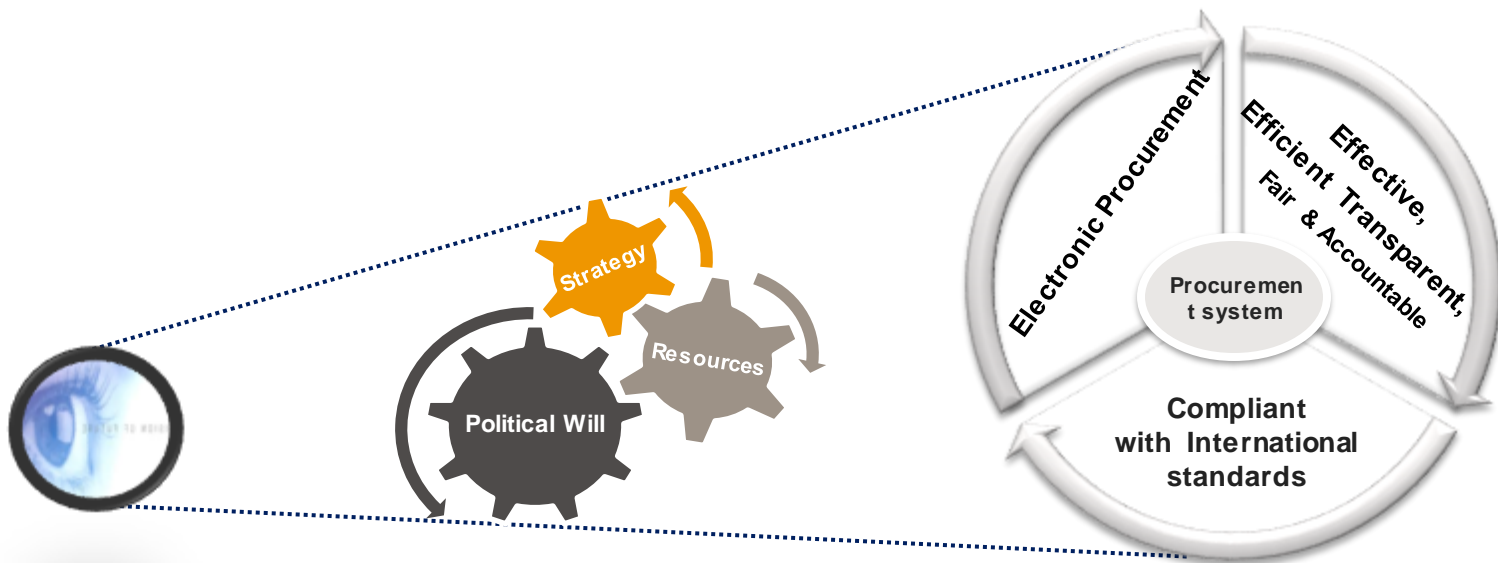 Strategy
Resources
Political Will
Electronic Procurement
Effective,
Efficient Transparent,
Fair & Accountable
Procuremen
t system
Compliant
with International
standards